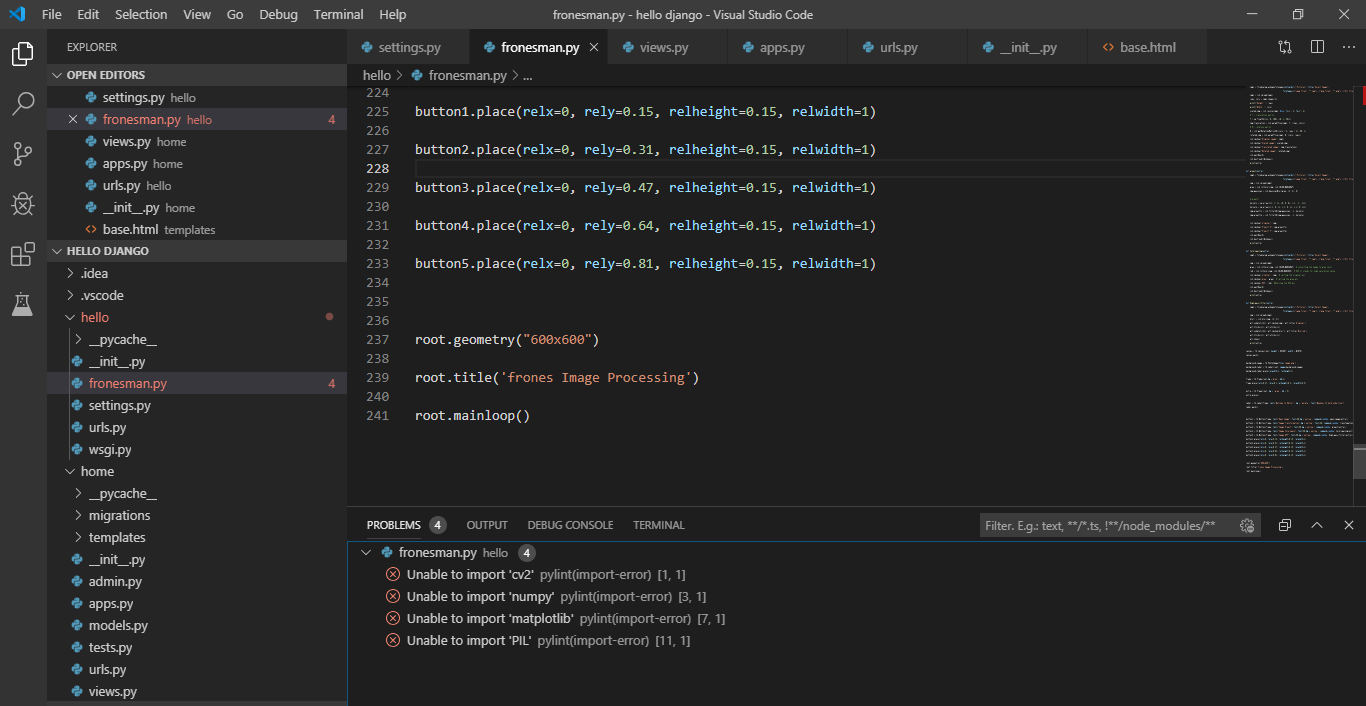 File Edit Selection View Go Debug Terminal Help
fronesman.py - hello django - Visual Studio Code
EXPLORER
OPEN EDITORS
settings.py hello
fronesman.py hello 4
views.py home
apps.py home
urls.py hello
__init__.py home
base.html templates
HELLO DJANGO
.idea
.vscode
hello
__pycache__
__init__.py
fronesman.py 4
settings.py
urls.py
wsgi.py
home
__pycache__
migrations
templates
__init__.py
admin.py
apps.py
models.py
tests.py
urls.py
views.py
settings.py fronesman.py views.py apps.py urls.py __init__.py base.html
hello > fronesman.py > ...
224
225 button1.place(relx=0, rely=0.15, relheight=0.15, relwidth=1)
226
227 button2.place(relx=0, rely=0.31, relheight=0.15, relwidth=1)
228
229 button3.place(relx=0, rely=0.47, relheight=0.15, relwidth=1)
230
231 button4.place(relx=0, rely=0.64, relheight=0.15, relwidth=1)
232
233 button5.place(relx=0, rely=0.81, relheight=0.15, relwidth=1)
234
235
236
237 root.geometry("600x600")
238
239 root.title('frones Image Processing')
240
241 root.mainloop()
PROBLEMS 4 OUTPUT DEBUG CONSOLE TERMINAL
Filter. E.g.: text, **/*.ts, !**/node_modules/**
fronesman.py hello 4
Unable to import 'cv2' pylint(import-error) [1, 1]
Unable to import 'numpy' pylint(import-error) [3, 1]
Unable to import 'matplotlib' pylint(import-error) [7, 1]
Unable to import 'PIL' pylint(import-error) [11, 1]